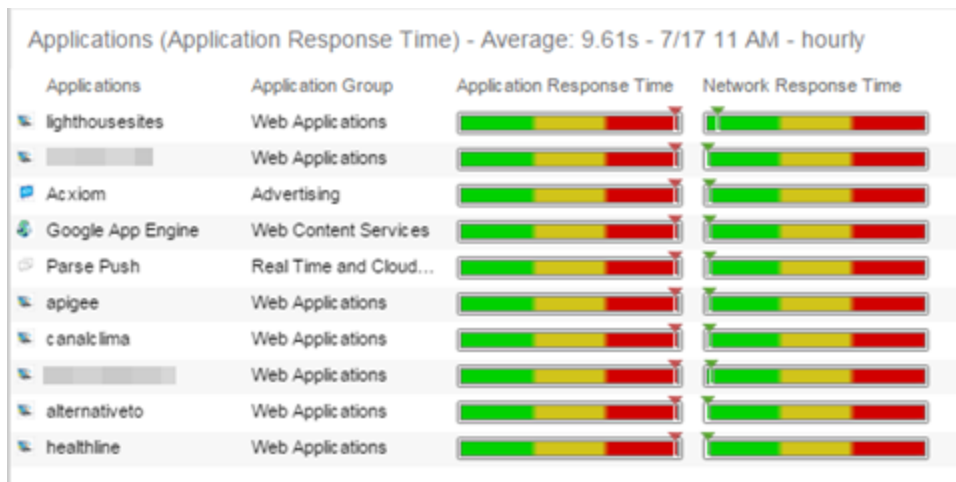 Applications (Application Response Time) - Average: 9.61s - 7/17 11 AM - hourly
Applications Application Group Application Response Time Network Response Time
lighthousesites Web Applications
Web Applications
Acxiom Advertising
Google App Engine Web Content Services
Parse Push Real Time and Cloud...
apigee Web Applications
canalclima Web Applications
Web Applications
alternativeto Web Applications
healthline Web Applications